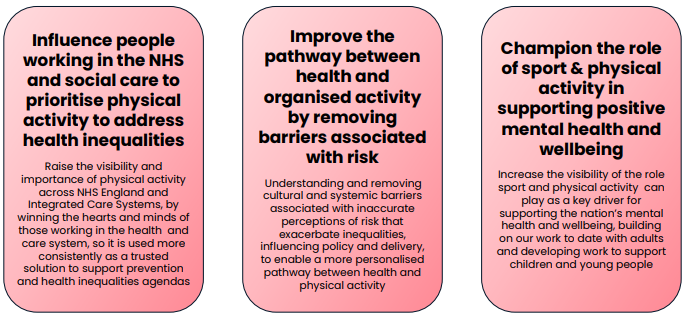 Influence people
working in the NHS
and social care to
prioritise physical
activity to address
health inequalities
Raise the visibility and
importance of physical activity
across NHS England and
Integrated Care Systems, by
winning the hearts and minds of
those working in the health and
care system, so it is used more
consistently as a trusted
solution to support prevention
and health inequalities agendas
Improve the
pathway between
health and
organised activity
by removing
barriers associated
with risk
Understanding and removing
cultural and systemic barriers
associated with inaccurate
perceptions of risk that
exacerbate inequalities,
influencing policy and delivery,
to enable a more personalised
pathway between health and
physical activity
Champion the role
of sport & physical
activity in
supporting positive
mental health and
wellbeing
Increase the visibility of the role
sport and physical activity can
play as a key driver for
supporting the nation's mental
health and wellbeing, building
on our work to date with adults
and developing work to support
children and young people